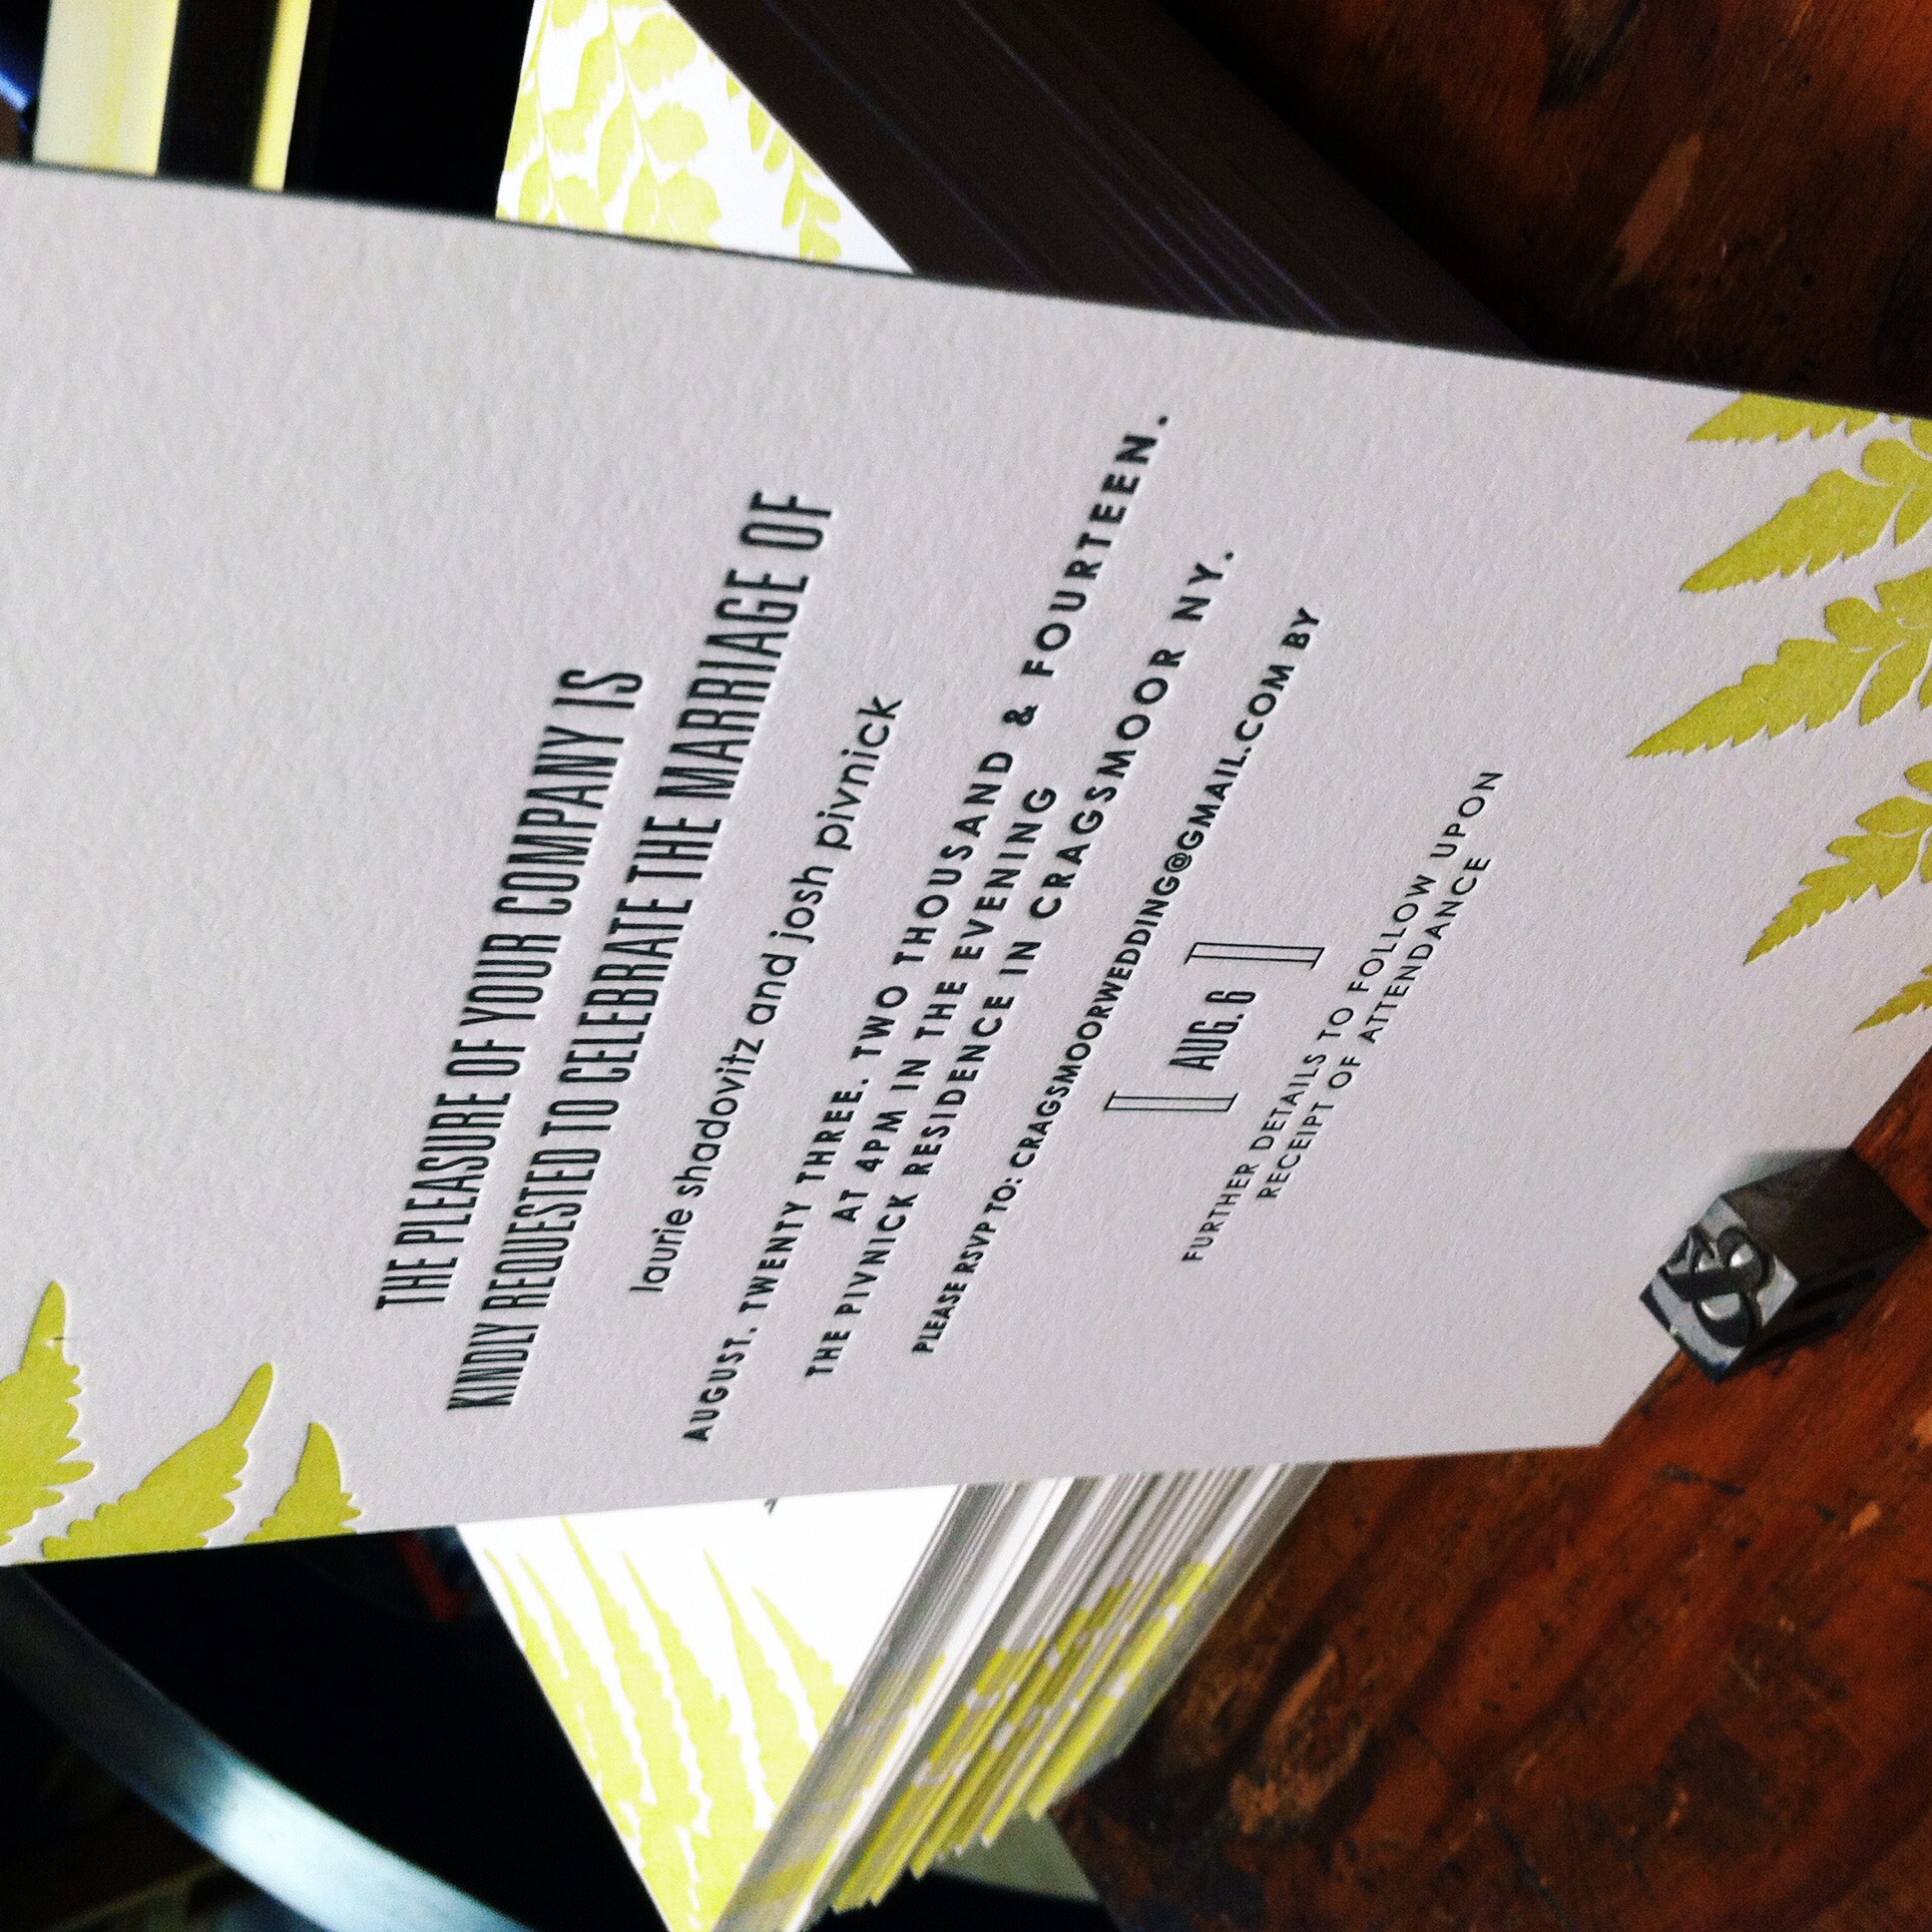 THE PLEASURE OF YOUR COMPANY IS
KINDLY REQUESTED TO CELEBRATE THE MARRIAGE OF
laurie shadovitz and josh pivnick
AUGUST. TWENTY THREE. TWO THOUSAND & FOURTEEN.
AT 4PM IN THE EVENING
THE PIVNICK RESIDENCE IN CRAGSMOOR NY.
PLEASE RSVP TO: CRAGSMOORWEDDING@GMAIL.COM BY
[ AUG. 6 ]
FURTHER DETAILS TO FOLLOW UPON
RECEIPT OF ATTENDANCE
&